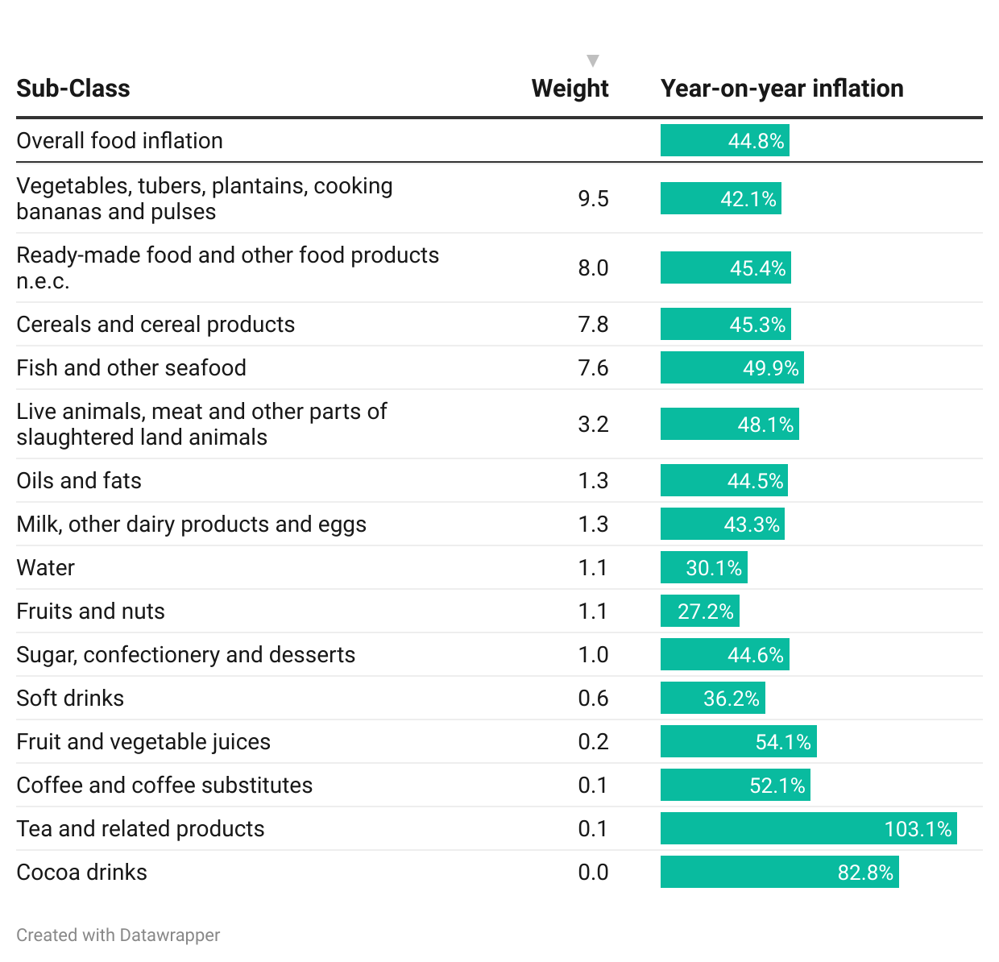 Sub-Class Weight Year-on-year inflation
Overall food inflation 44.8%
Vegetables, tubers, plantains, cooking
bananas and pulses 9.5 42.1%
Ready-made food and other food products
n.e.c. 8.0 45.4%
Cereals and cereal products 7.8 45.3%
Fish and other seafood 7.6 49.9%
Live animals, meat and other parts of
slaughtered land animals 3.2 48.1%
Oils and fats 1.3 44.5%
Milk, other dairy products and eggs 1.3 43.3%
Water 1.1 30.1%
Fruits and nuts 1.1 27.2%
Sugar, confectionery and desserts 1.0 44.6%
Soft drinks 0.6 36.2%
Fruit and vegetable juices 0.2 54.1%
Coffee and coffee substitutes 0.1 52.1%
Tea and related products 0.1 103.1%
Cocoa drinks 0.0 82.8%
Created with Datawrapper